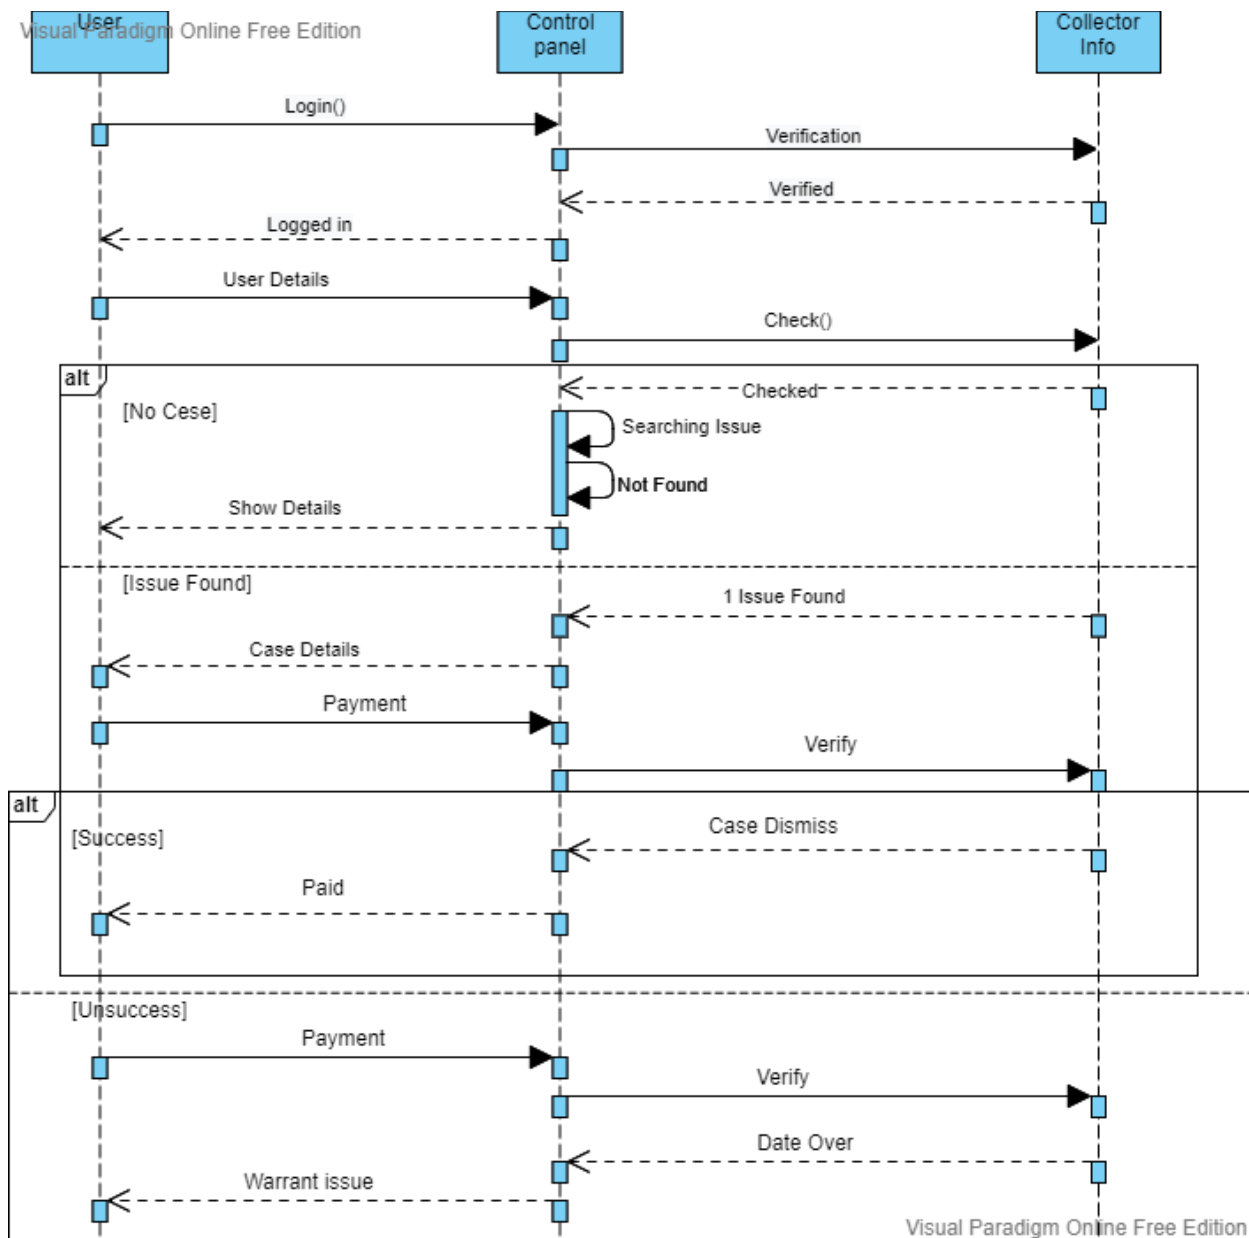 User
Visual Paradigm Online Free Edition
Control
panel
Collector
Info
Login()
Verification
Verified
Logged in
User Details
Check()
alt
Checked
[No Cese]
Searching Issue
Not Found
Show Details
[Issue Found]
1 Issue Found
Case Details
Payment
Verify
alt
[Success]
Case Dismiss
Paid
[Unsuccess]
Payment
Verify
Date Over
Warrant issue
Visual Paradigm Online Free Edition